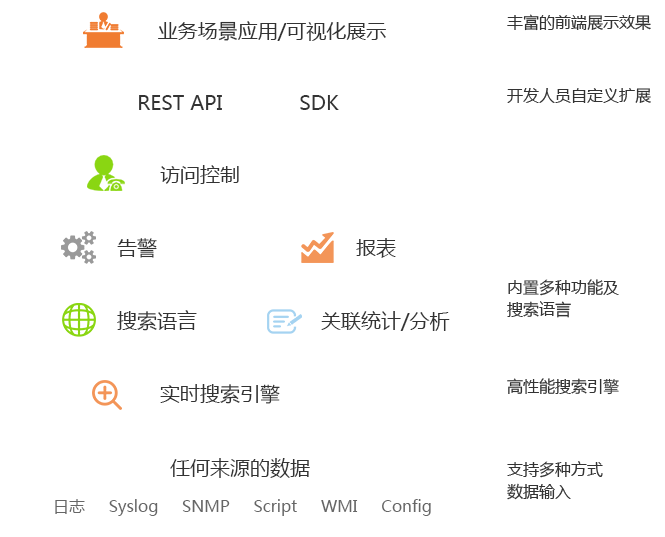 业务场景应用/可视化展示
丰富的前端展示效果
REST API
SDK
开发人员自定义扩展
访问控制
告警
报表
内置多种功能及
搜索语言
搜索语言
关联统计/分析
实时搜索引擎
高性能搜索引擎
任何来源的数据
支持多种方式
数据输入
日志 Syslog SNMP Script WMI Config